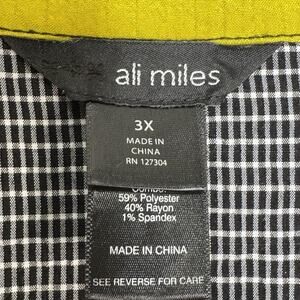 ali miles
3X
MADE IN
CHINA
RN 127304
59% Polyester
40% Rayon
1% Spandex
MADE IN CHINA
SEE REVERSE FOR CARE